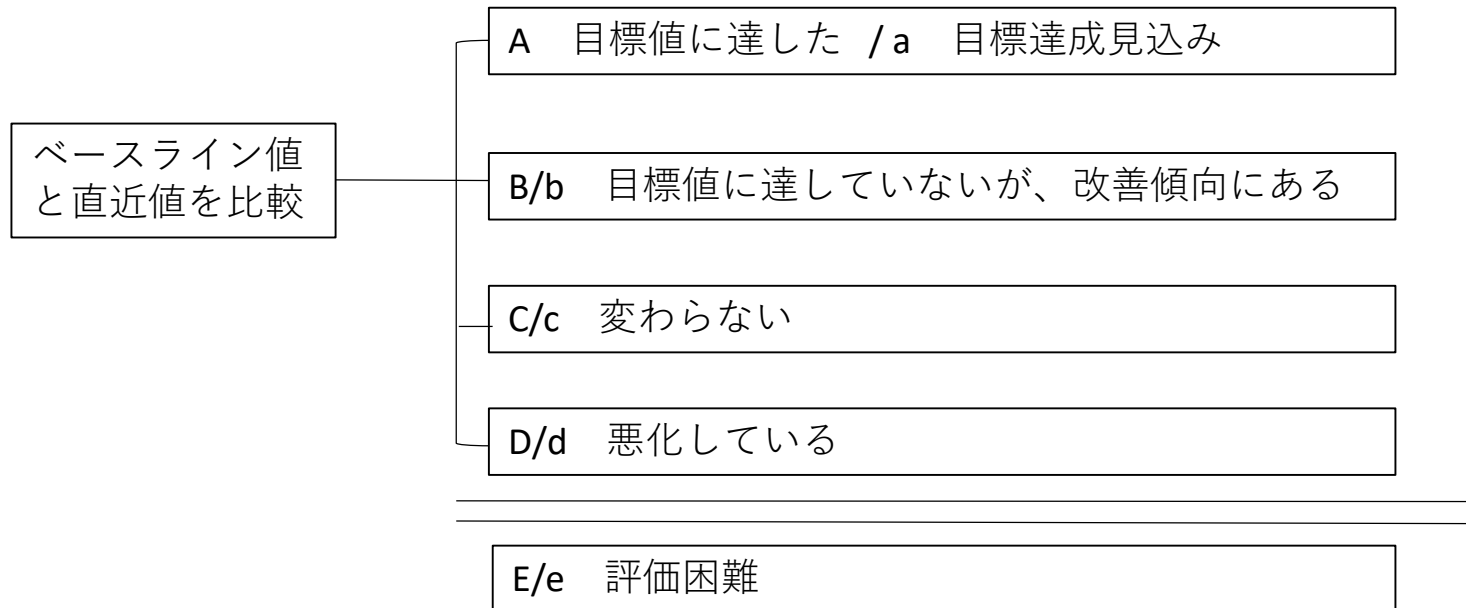 A　目標値に達した / a　目標達成見込み
ベースライン値
と直近値を比較
B/b　目標値に達していないが、改善傾向にある
C/c　変わらない
D/d　悪化している
E/e　評価困難